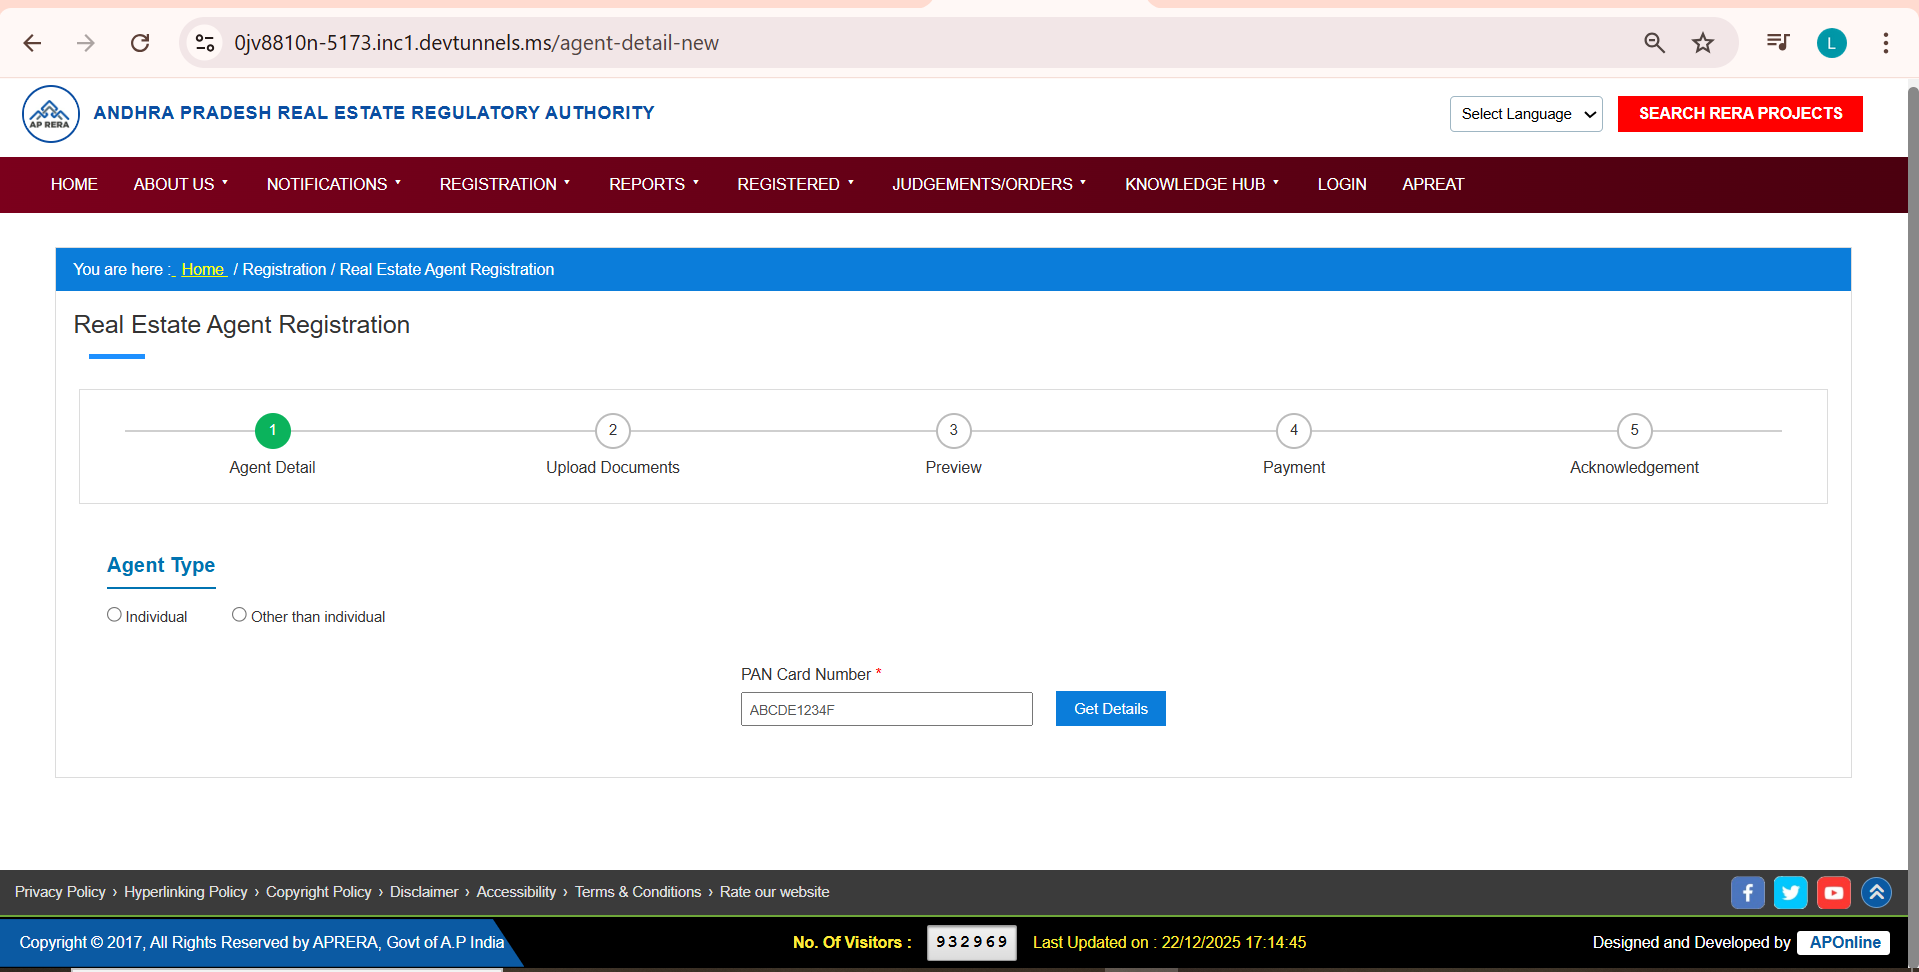 0jv8810n-5173.inc1.devtunnels.ms/agent-detail-new
L
AP RERA
ANDHRA PRADESH REAL ESTATE REGULATORY AUTHORITY
Select Language
SEARCH RERA PROJECTS
HOME ABOUT US NOTIFICATIONS REGISTRATION REPORTS REGISTERED JUDGEMENTS/ORDERS KNOWLEDGE HUB LOGIN APREAT
You are here : Home / Registration / Real Estate Agent Registration
Real Estate Agent Registration
1 2 3 4 5
Agent Detail Upload Documents Preview Payment Acknowledgement
Agent Type
Individual Other than individual
PAN Card Number *
ABCDE1234F Get Details
Privacy Policy › Hyperlinking Policy › Copyright Policy › Disclaimer › Accessibility › Terms & Conditions › Rate our website
Copyright © 2017, All Rights Reserved by APRERA, Govt of A.P India
No. Of Visitors : 932969 Last Updated on : 22/12/2025 17:14:45
Designed and Developed by APOnline